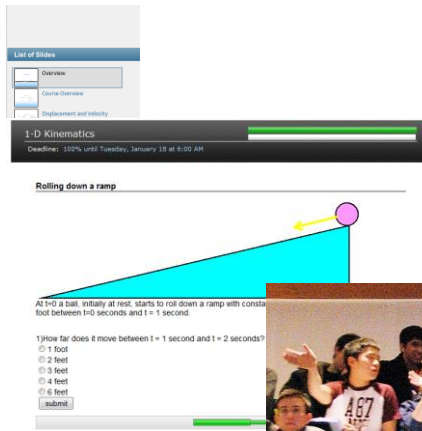 List of Slides
Overview
Course Overview
Displacement and Velocity
1-D Kinematics
Deadline: 100% until Tuesday, January 18 at 6:00 AM
Rolling down a ramp
At t=0 a ball, initially at rest, starts to roll down a ramp with consta
foot between t=0 seconds and t = 1 second.
1)How far does it move between t = 1 second and t = 2 seconds?
1 foot
2 feet
3 feet
4 feet
6 feet
submit
A67